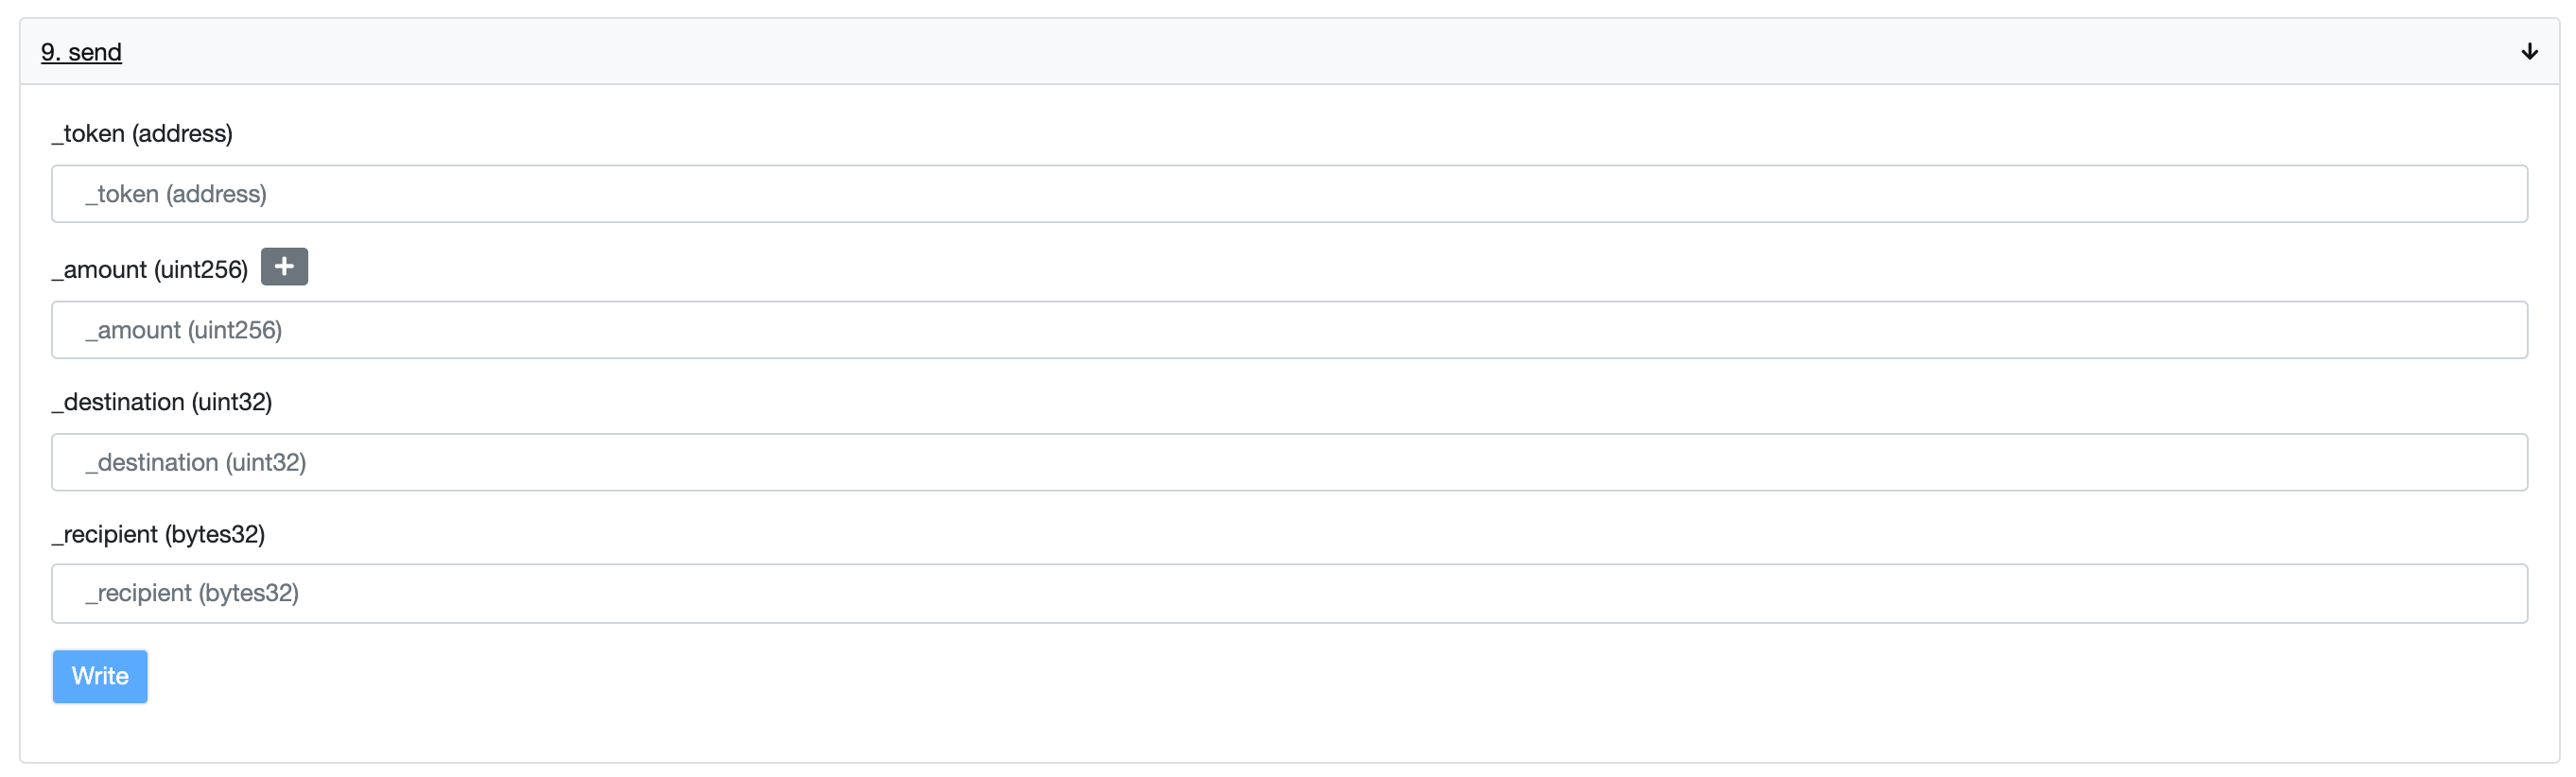 9. send
_token (address)
_token (address)
_amount (uint256)
_amount (uint256)
_destination (uint32)
_destination (uint32)
_recipient (bytes32)
_recipient (bytes32)
Write